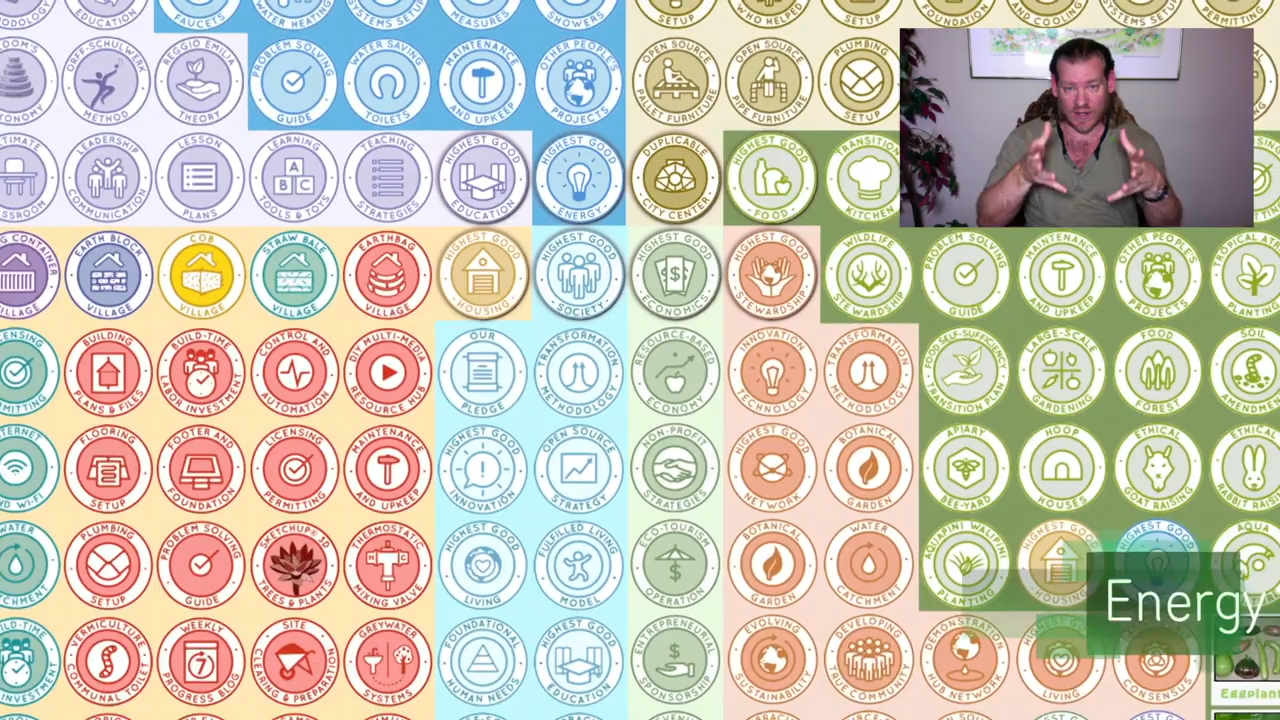 FAUCETS
WATER HEATING
SYSTEMS SETUP
MEASURES
SHOWERS
SETUP
WHO HELPED
SETUP
FOUNDATION
AND COOLING
SYSTEMS SETUP
PERMITTING
ORFF-SCHULWERK METHOD
REGGIO EMILIA THEORY
PROBLEM SOLVING GUIDE
WATER SAVING TOILETS
MAINTENANCE AND UPKEEP
OTHER PEOPLE'S PROJECTS
OPEN SOURCE PALLET FURNITURE
OPEN SOURCE PIPE FURNITURE
PLUMBING SETUP
LEADERSHIP COMMUNICATION
LESSON PLANS
LEARNING TOOLS & TOYS
A B C
TEACHING STRATEGIES
HIGHEST GOOD EDUCATION
HIGHEST GOOD ENERGY
DUPLICABLE CITY CENTER
HIGHEST GOOD FOOD
TRANSITION KITCHEN
CONTAINER VILLAGE
EARTH BLOCK VILLAGE
COB VILLAGE
STRAW BALE VILLAGE
EARTHBAG VILLAGE
HIGHEST GOOD HOUSING
HIGHEST GOOD SOCIETY
HIGHEST GOOD ECONOMICS
$
HIGHEST GOOD STEWARDSHIP
WILDLIFE STEWARDSHIP
PROBLEM SOLVING GUIDE
MAINTENANCE AND UPKEEP
OTHER PEOPLE'S PROJECTS
PLANTING
BUILDING PLANS & FILES
BUILD-TIME LABOR INVESTMENT
CONTROL AND AUTOMATION
DIY MULTI-MEDIA RESOURCE HUB
OUR PLEDGE
TRANSFORMATION METHODOLOGY
RESOURCE-BASED ECONOMY
INNOVATION TECHNOLOGY
TRANSFORMATION METHODOLOGY
FOOD SELF-SUFFICIENCY TRANSITION PLAN
LARGE-SCALE GARDENING
FOOD FOREST
SOIL
FLOORING SETUP
FOOTER AND FOUNDATION
LICENSING PERMITTING
MAINTENANCE AND UPKEEP
HIGHEST GOOD INNOVATION
OPEN SOURCE STRATEGY
NON-PROFIT STRATEGIES
HIGHEST GOOD NETWORK
BOTANICAL GARDEN
APIARY BEE-YARD
HOOP HOUSES
ETHICAL GOAT RAISING
ETHICAL
WATER
PLUMBING SETUP
PROBLEM SOLVING GUIDE
SKETCHUP® 3D TREES & PLANTS
THERMOSTATIC MIXING VALVE
H C
HIGHEST GOOD LIVING
FULFILLED LIVING MODEL
ECO-TOURISM OPERATION
$
BOTANICAL GARDEN
WATER CATCHMENT
AQUAPINI WALIPINI PLANTING
HIGHEST GOOD HOUSING
HIGHEST GOOD
AQUA
Energy
VERMICULTURE COMMUNAL TOILET
WEEKLY PROGRESS BLOG
7
SITE CLEARING & PREPARATION
GREYWATER SYSTEMS
FOUNDATIONAL HUMAN NEEDS
HIGHEST GOOD EDUCATION
ENTREPRENEURIAL SPONSORSHIP
$
EVOLVING SUSTAINABILITY
DEVELOPING TRUE COMMUNITY
DEMONSTRATION HUB NETWORK
LIVING
CONSENSUS
Eggplant